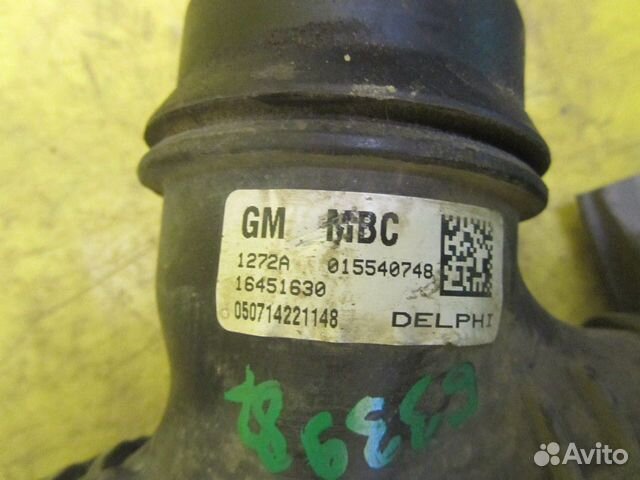 GM MBC
1272A 015540748
16451630
050714221148 DELPHI
Avito